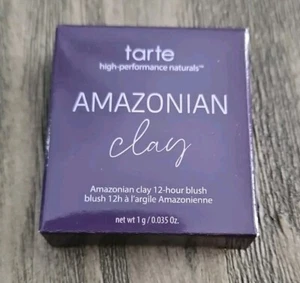 tarte
high-performance naturals™
AMAZONIAN
clay
Amazonian clay 12-hour blush
blush 12h à l'argile Amazonienne
net wt 1 g / 0.035 Oz.